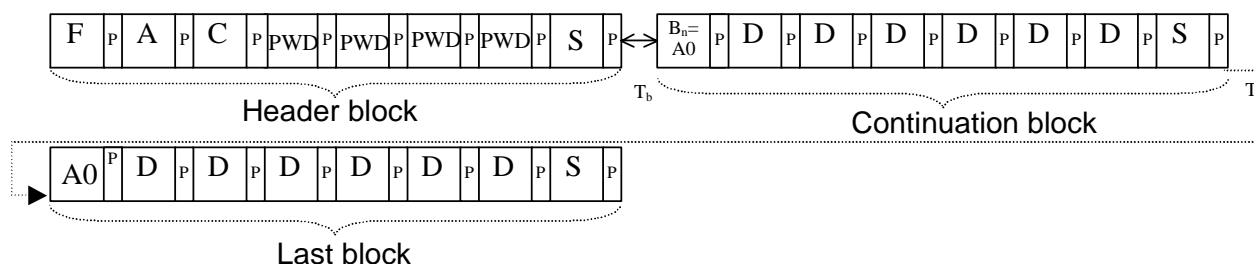 F P A P C P PWD P PWD P PWD P PWD P S P Bn= A0 P D P D P D P D P D P D P S P
Tb T
Header block Continuation block
A0 P D P D P D P D P D P D P S P
Last block